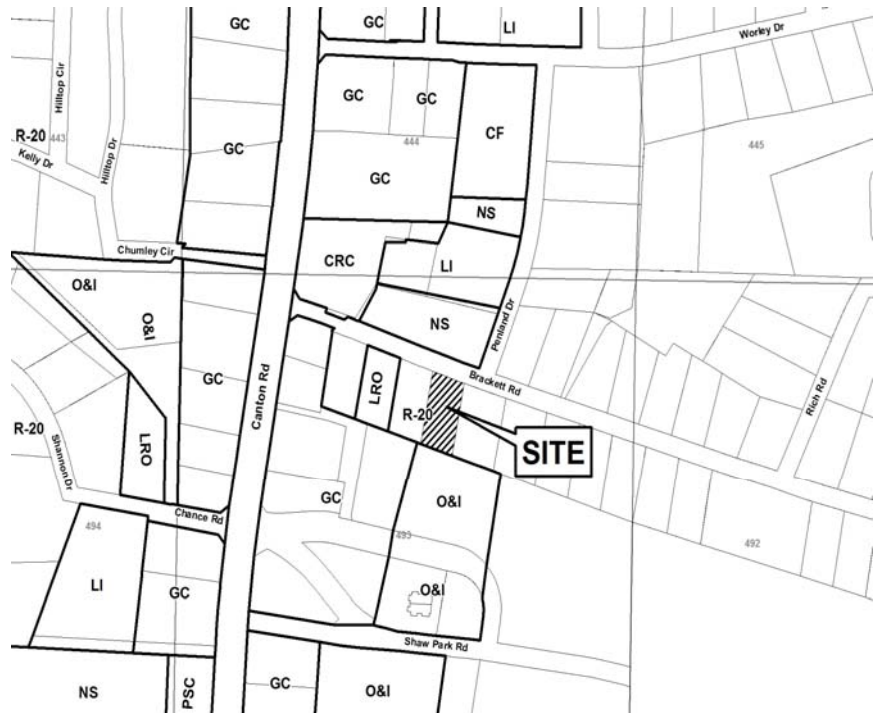 GC
GC
LI
Worley Dr
Hilltop Cir
GC
GC
CF
R-20
443
444
445
Kelly Dr
Hilltop Dr
GC
GC
NS
Chumley Cir
CRC
LI
O&I
O&I
NS
Penland Dr
GC
Canton Rd
Brackett Rd
Rich Rd
LRO
R-20
R-20
SITE
Shannon Dr
LRO
GC
O&I
Chance Rd
494
493
492
LI
GC
O&I
Shaw Park Rd
NS
PSC
GC
O&I